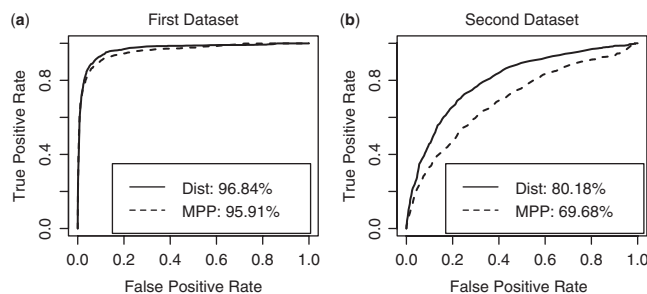 (a) First Dataset
True Positive Rate
0.8
0.4
0.0
Dist: 96.84%
MPP: 95.91%
0.0 0.2 0.4 0.6 0.8 1.0
False Positive Rate
(b) Second Dataset
True Positive Rate
0.8
0.4
0.0
Dist: 80.18%
MPP: 69.68%
0.0 0.2 0.4 0.6 0.8 1.0
False Positive Rate